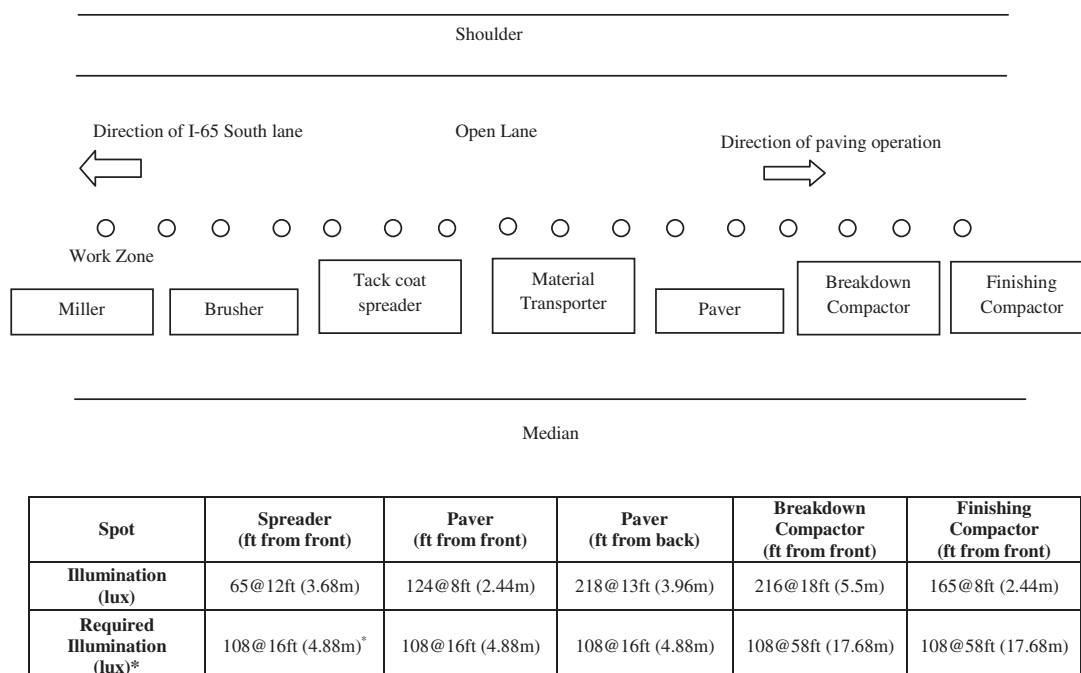 Shoulder
Direction of I-65 South lane
Open Lane
Direction of paving operation
Work Zone
Miller
Brusher
Tack coat
spreader
Material
Transporter
Paver
Breakdown
Compactor
Finishing
Compactor
Median
Spot
Spreader
(ft from front)
Paver
(ft from front)
Paver
(ft from back)
Breakdown
Compactor
(ft from front)
Finishing
Compactor
(ft from front)
Illumination
(lux)
65@12ft (3.68m)
124@8ft (2.44m)
218@13ft (3.96m)
216@18ft (5.5m)
165@8ft (2.44m)
Required
Illumination
(lux)*
108@16ft (4.88m)*
108@16ft (4.88m)
108@16ft (4.88m)
108@58ft (17.68m)
108@58ft (17.68m)